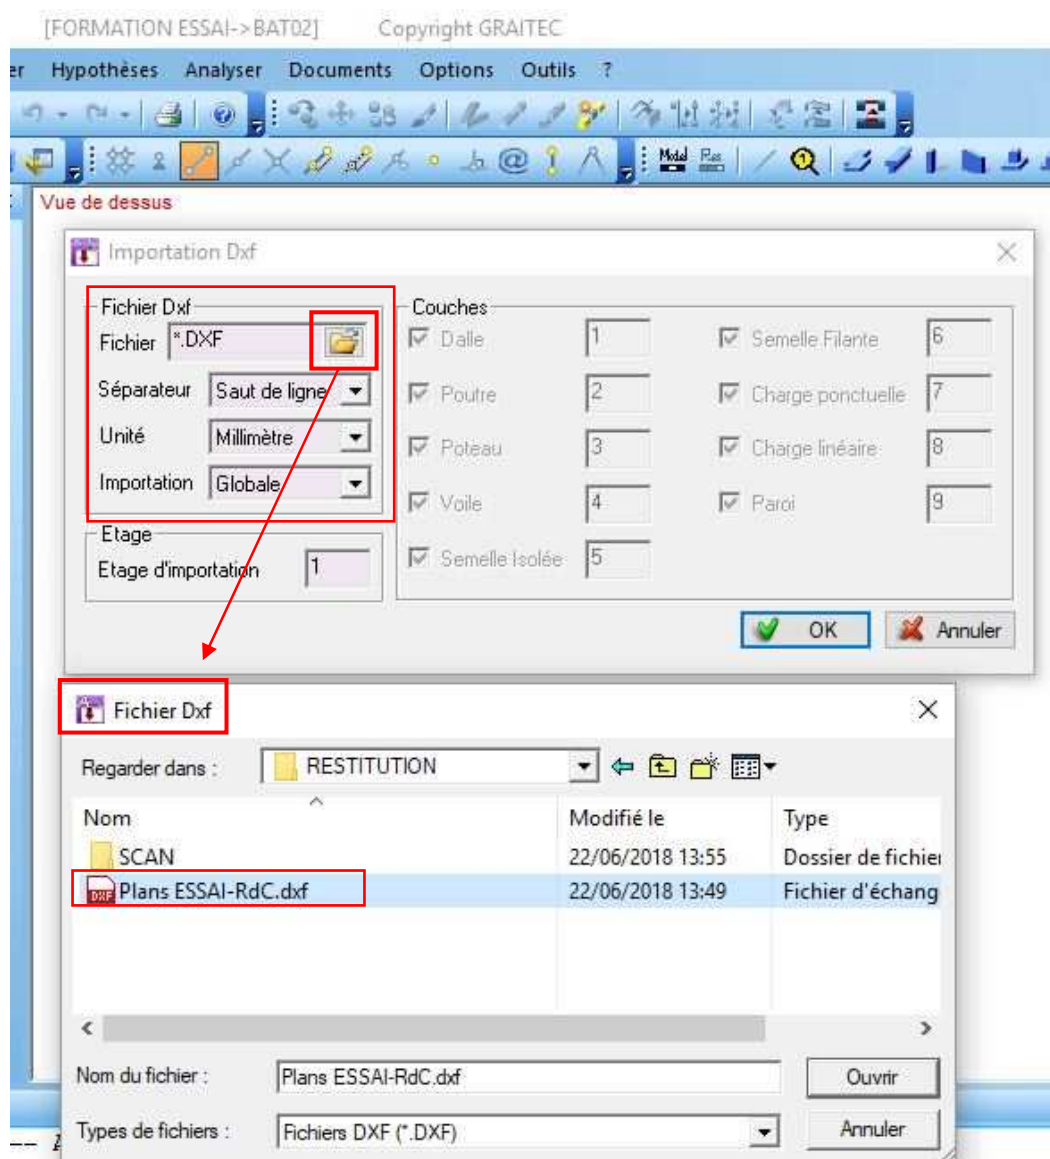 [FORMATION ESSAI->BAT02] Copyright GRAITEC
er Hypothèses Analyser Documents Options Outils ?
Model Res
Vue de dessus
Importation Dxf
Fichier Dxf
Fichier *.DXF
Séparateur Saut de ligne
Unité Millimètre
Importation Globale
Etage
Etage d'importation 1
Couches
Dalle 1
Poutre 2
Poteau 3
Voile 4
Semelle Isolée 5
Semelle Filante 6
Charge ponctuelle 7
Charge linéaire 8
Paroi 9
OK Annuler
Fichier Dxf
Regarder dans : RESTITUTION
Nom Modifié le Type
SCAN 22/06/2018 13:55 Dossier de fichie
DXF Plans ESSAI-RdC.dxf 22/06/2018 13:49 Fichier d'échang
Nom du fichier : Plans ESSAI-RdC.dxf Ouvrir
Types de fichiers : Fichiers DXF (*.DXF) Annuler